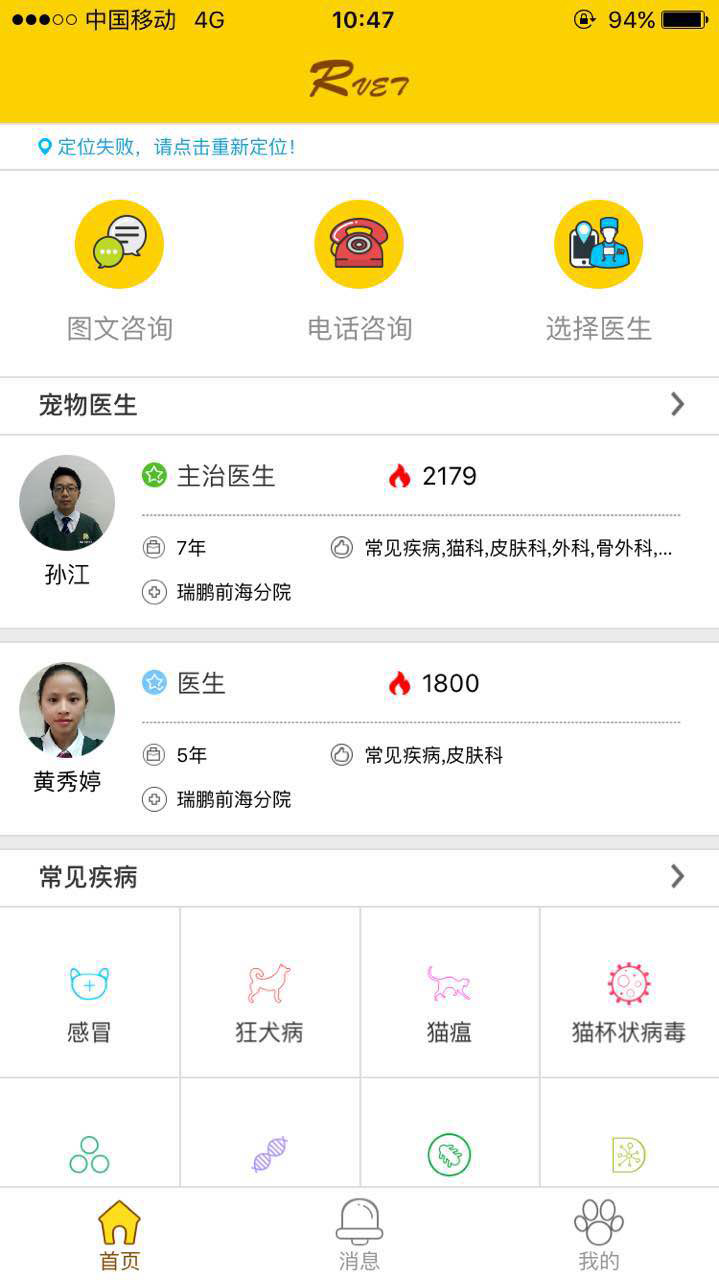 中国移动 4G 10:47 94%
RVET
定位失败，请点击重新定位！
图文咨询 电话咨询 选择医生
宠物医生
主治医生 2179
7年 常见疾病,猫科,皮肤科,外科,骨外科,...
孙江
瑞鹏前海分院
医生 1800
5年 常见疾病,皮肤科
黄秀婷
瑞鹏前海分院
常见疾病
感冒 狂犬病 猫瘟 猫杯状病毒
首页 消息 我的